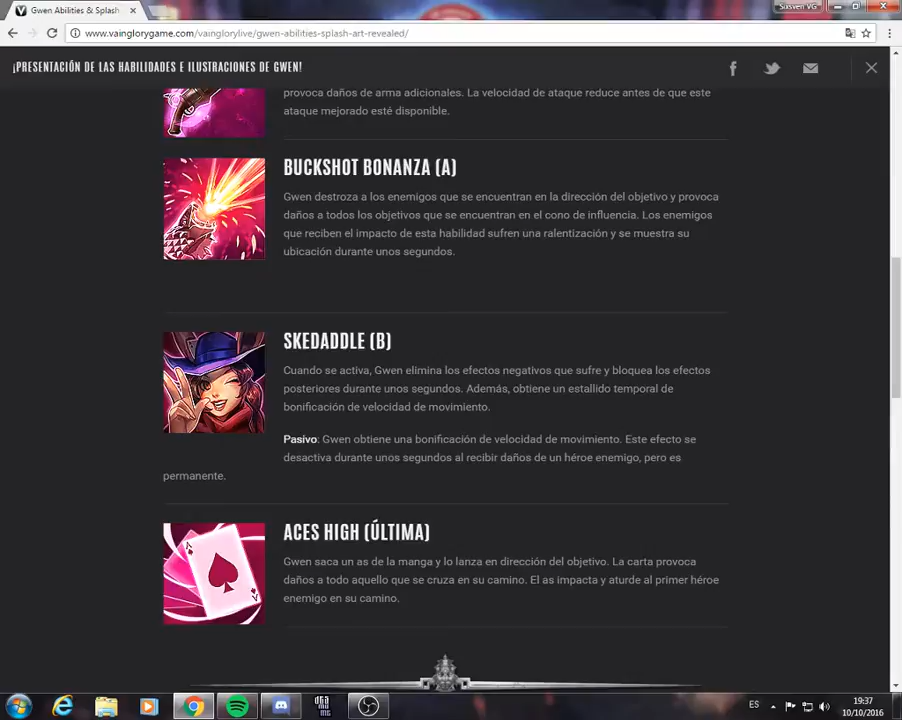 Gwen Abilities & Splash
Sixsven VG
www.vainglorygame.com/vainglorylive/gwen-abilities-splash-art-revealed/
¡PRESENTACIÓN DE LAS HABILIDADES E ILUSTRACIONES DE GWEN!
provoca daños de arma adicionales. La velocidad de ataque reduce antes de que este
ataque mejorado esté disponible.
BUCKSHOT BONANZA (A)
Gwen destroza a los enemigos que se encuentran en la dirección del objetivo y provoca
daños a todos los objetivos que se encuentran en el cono de influencia. Los enemigos
que reciben el impacto de esta habilidad sufren una ralentización y se muestra su
ubicación durante unos segundos.
SKEDADDLE (B)
Cuando se activa, Gwen elimina los efectos negativos que sufre y bloquea los efectos
posteriores durante unos segundos. Además, obtiene un estallido temporal de
bonificación de velocidad de movimiento.
Pasivo: Gwen obtiene una bonificación de velocidad de movimiento. Este efecto se
desactiva durante unos segundos al recibir daños de un héroe enemigo, pero es
permanente.
ACES HIGH (ÚLTIMA)
Gwen saca un as de la manga y lo lanza en dirección del objetivo. La carta provoca
daños a todo aquello que se cruza en su camino. El as impacta y aturde al primer héroe
enemigo en su camino.
ES
19:37
10/10/2016